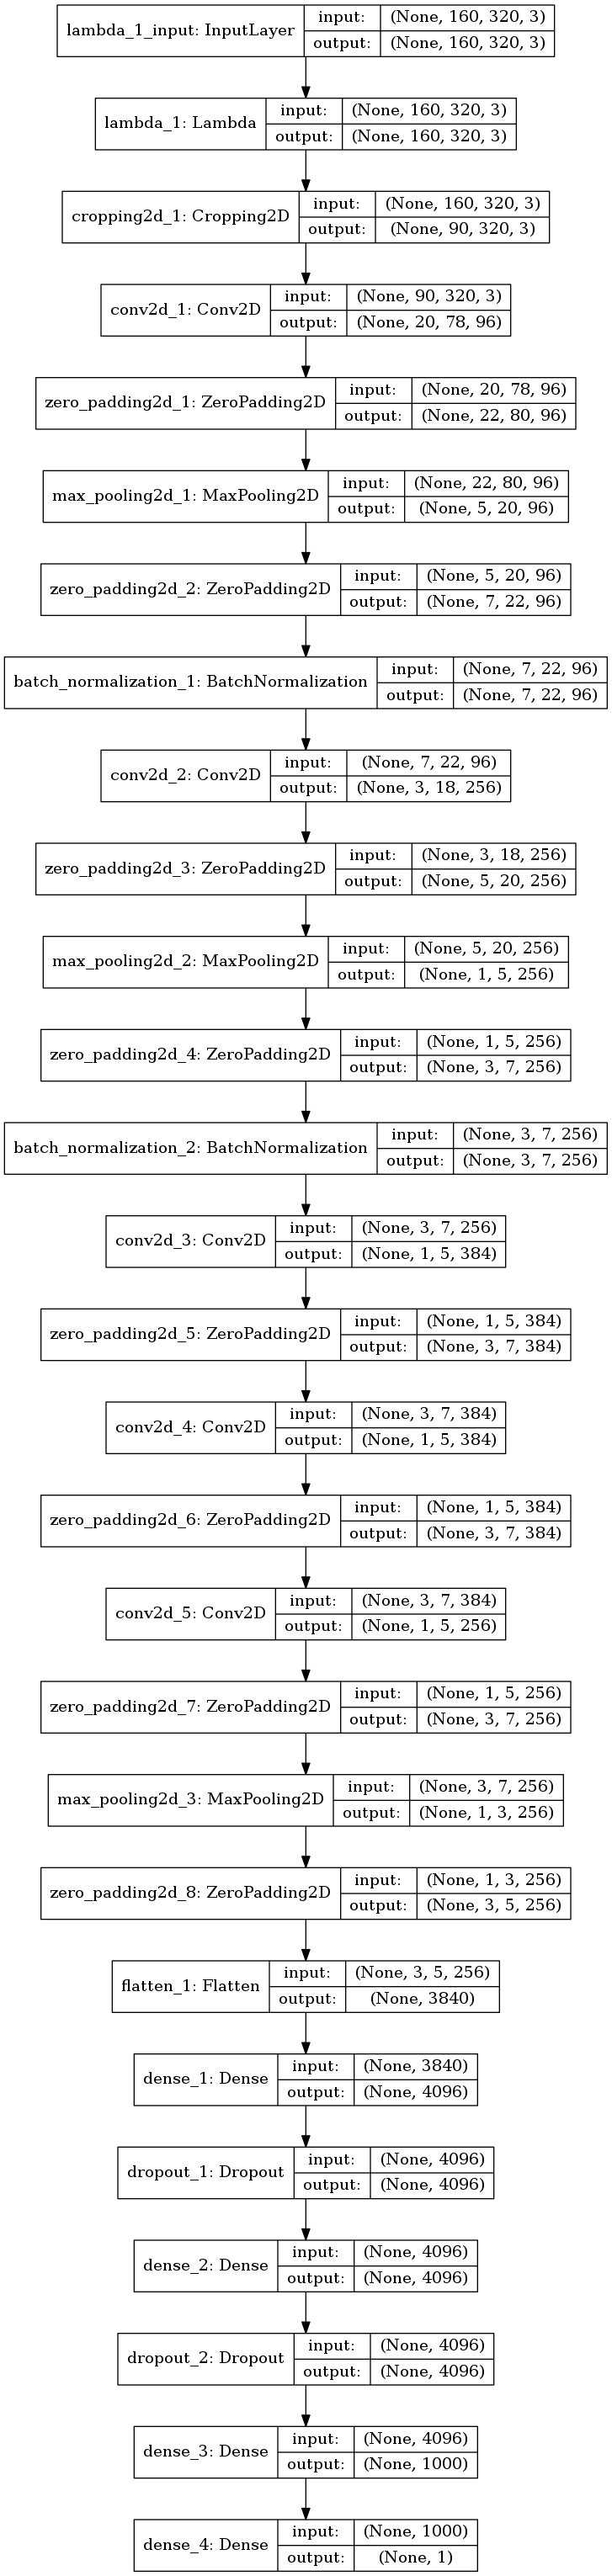 lambda_1_input: InputLayer
input: (None, 160, 320, 3)
output: (None, 160, 320, 3)
lambda_1: Lambda
input: (None, 160, 320, 3)
output: (None, 160, 320, 3)
cropping2d_1: Cropping2D
input: (None, 160, 320, 3)
output: (None, 90, 320, 3)
conv2d_1: Conv2D
input: (None, 90, 320, 3)
output: (None, 20, 78, 96)
zero_padding2d_1: ZeroPadding2D
input: (None, 20, 78, 96)
output: (None, 22, 80, 96)
max_pooling2d_1: MaxPooling2D
input: (None, 22, 80, 96)
output: (None, 5, 20, 96)
zero_padding2d_2: ZeroPadding2D
input: (None, 5, 20, 96)
output: (None, 7, 22, 96)
batch_normalization_1: BatchNormalization
input: (None, 7, 22, 96)
output: (None, 7, 22, 96)
conv2d_2: Conv2D
input: (None, 7, 22, 96)
output: (None, 3, 18, 256)
zero_padding2d_3: ZeroPadding2D
input: (None, 3, 18, 256)
output: (None, 5, 20, 256)
max_pooling2d_2: MaxPooling2D
input: (None, 5, 20, 256)
output: (None, 1, 5, 256)
zero_padding2d_4: ZeroPadding2D
input: (None, 1, 5, 256)
output: (None, 3, 7, 256)
batch_normalization_2: BatchNormalization
input: (None, 3, 7, 256)
output: (None, 3, 7, 256)
conv2d_3: Conv2D
input: (None, 3, 7, 256)
output: (None, 1, 5, 384)
zero_padding2d_5: ZeroPadding2D
input: (None, 1, 5, 384)
output: (None, 3, 7, 384)
conv2d_4: Conv2D
input: (None, 3, 7, 384)
output: (None, 1, 5, 384)
zero_padding2d_6: ZeroPadding2D
input: (None, 1, 5, 384)
output: (None, 3, 7, 384)
conv2d_5: Conv2D
input: (None, 3, 7, 384)
output: (None, 1, 5, 256)
zero_padding2d_7: ZeroPadding2D
input: (None, 1, 5, 256)
output: (None, 3, 7, 256)
max_pooling2d_3: MaxPooling2D
input: (None, 3, 7, 256)
output: (None, 1, 3, 256)
zero_padding2d_8: ZeroPadding2D
input: (None, 1, 3, 256)
output: (None, 3, 5, 256)
flatten_1: Flatten
input: (None, 3, 5, 256)
output: (None, 3840)
dense_1: Dense
input: (None, 3840)
output: (None, 4096)
dropout_1: Dropout
input: (None, 4096)
output: (None, 4096)
dense_2: Dense
input: (None, 4096)
output: (None, 4096)
dropout_2: Dropout
input: (None, 4096)
output: (None, 4096)
dense_3: Dense
input: (None, 4096)
output: (None, 1000)
dense_4: Dense
input: (None, 1000)
output: (None, 1)